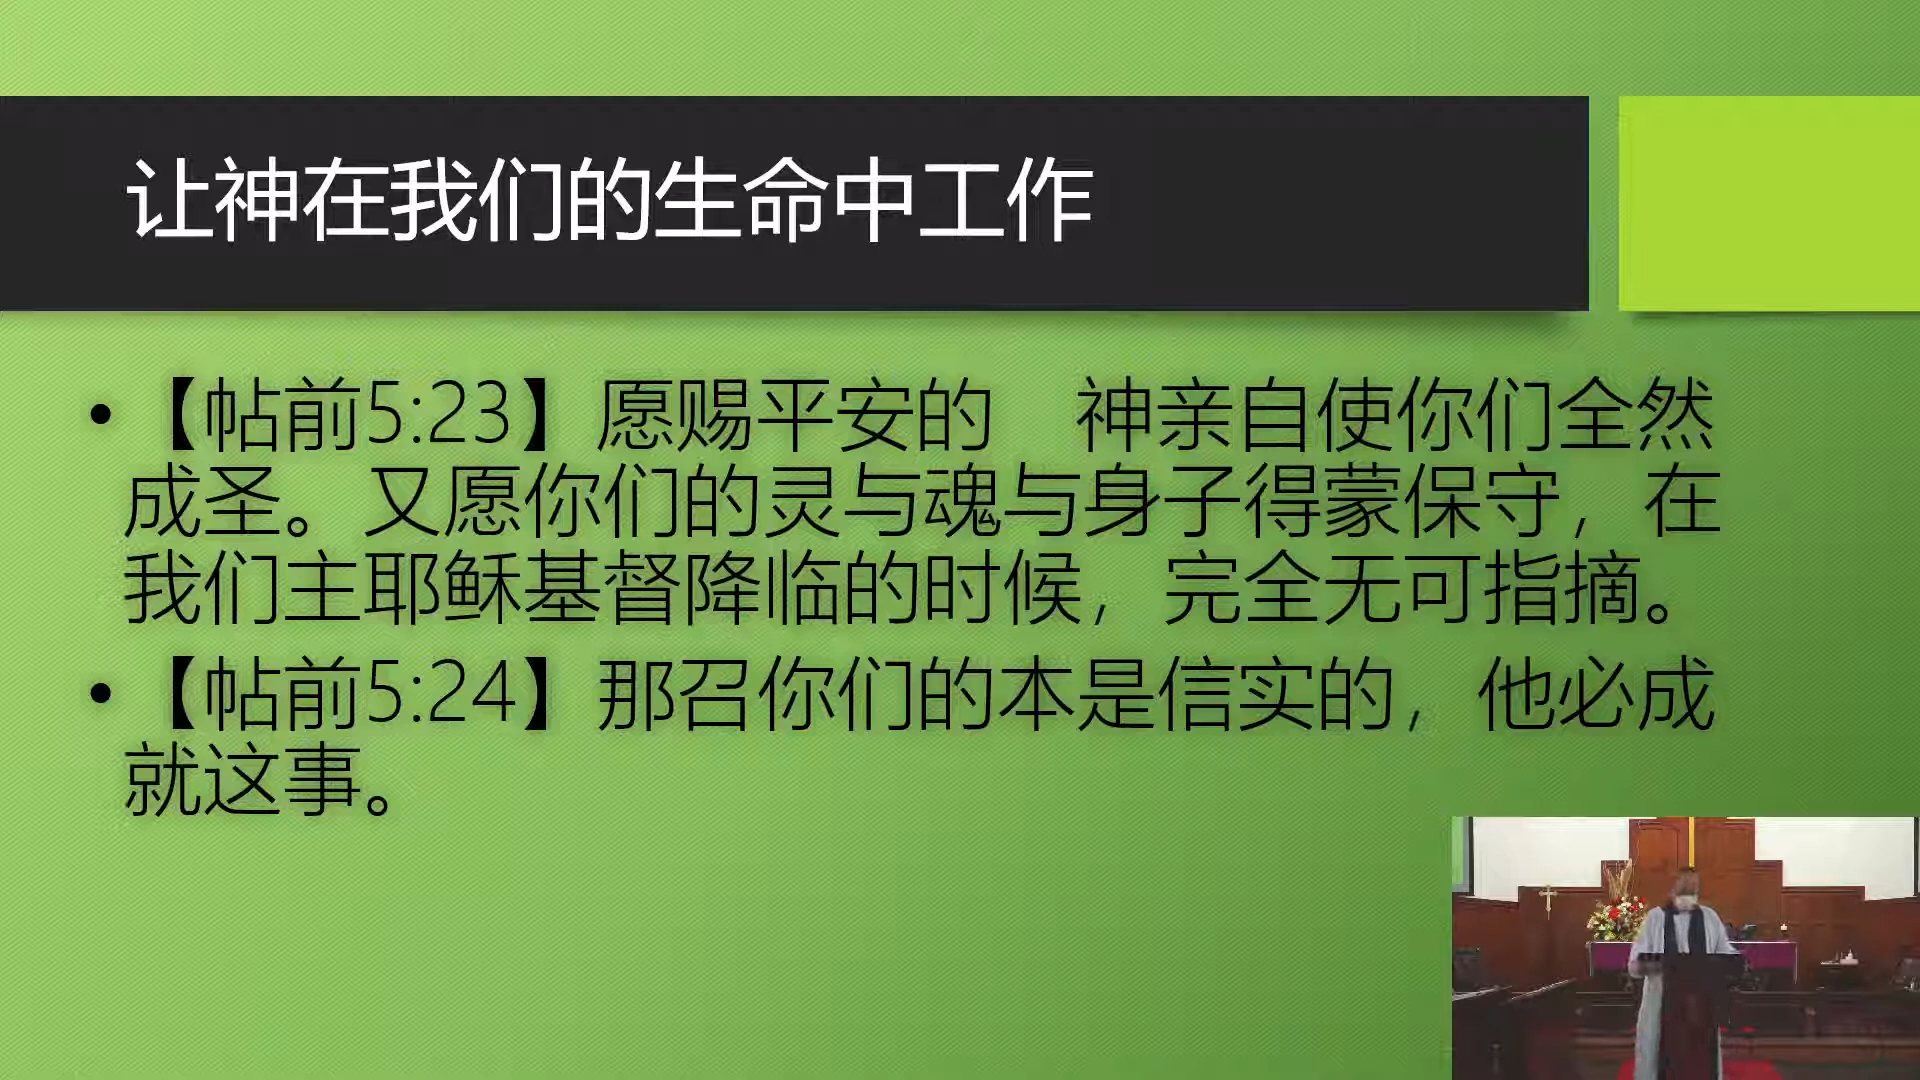 让神在我们的生命中工作
• 【帖前5:23】愿赐平安的　神亲自使你们全然
成圣。又愿你们的灵与魂与身子得蒙保守，在
我们主耶稣基督降临的时候，完全无可指摘。
• 【帖前5:24】那召你们的本是信实的，他必成
就这事。